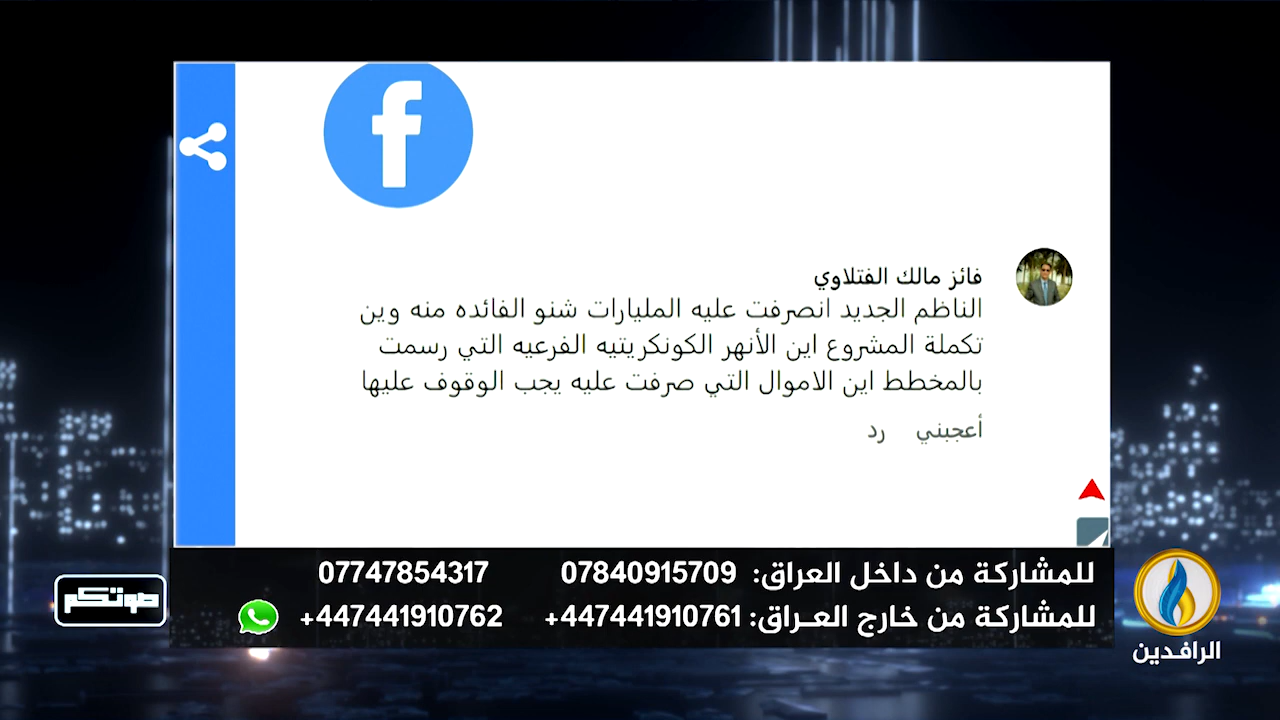 f
فائز مالك الفتلاوي
الناظم الجديد انصرفت عليه المليارات شنو الفائده منه وين
تكملة المشروع اين الأنهر الكونكريتيه الفرعيه التي رسمت
بالمخطط اين الاموال التي صرفت عليه يجب الوقوف عليها
أعجبني رد
للمشاركة من داخل العراق: 07840915709 07747854317
للمشاركة من خارج العـراق: +447441910761 +447441910762
صوتكم
الرافدين